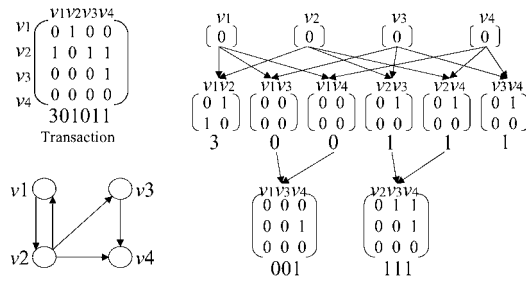 v1v2v3v4
v1 0 1 0 0
v2 1 0 1 1
v3 0 0 0 1
v4 0 0 0 0
301011
Transaction
v1 v3
v2 v4
v1 v2 v3 v4
0 0 0 0
v1v2 v1v3 v1v4 v2v3 v2v4 v3v4
0 1 0 0 0 0 0 1 0 1 0 1
1 0 0 0 0 0 0 0 0 0 0 0
3 0 0 1 1 1
v1v3v4 v2v3v4
0 0 0 0 1 1
0 0 1 0 0 1
0 0 0 0 0 0
001 111